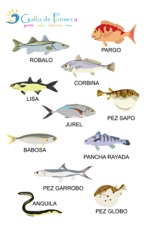 Golfo de Fonseca
PARGO
ROBALO
CORBINA
LISA
PEZ SAPO
JUREL
BABOSA
PANCHA RAYADA
PEZ GARROBO
ANGUILA
PEZ GLOBO